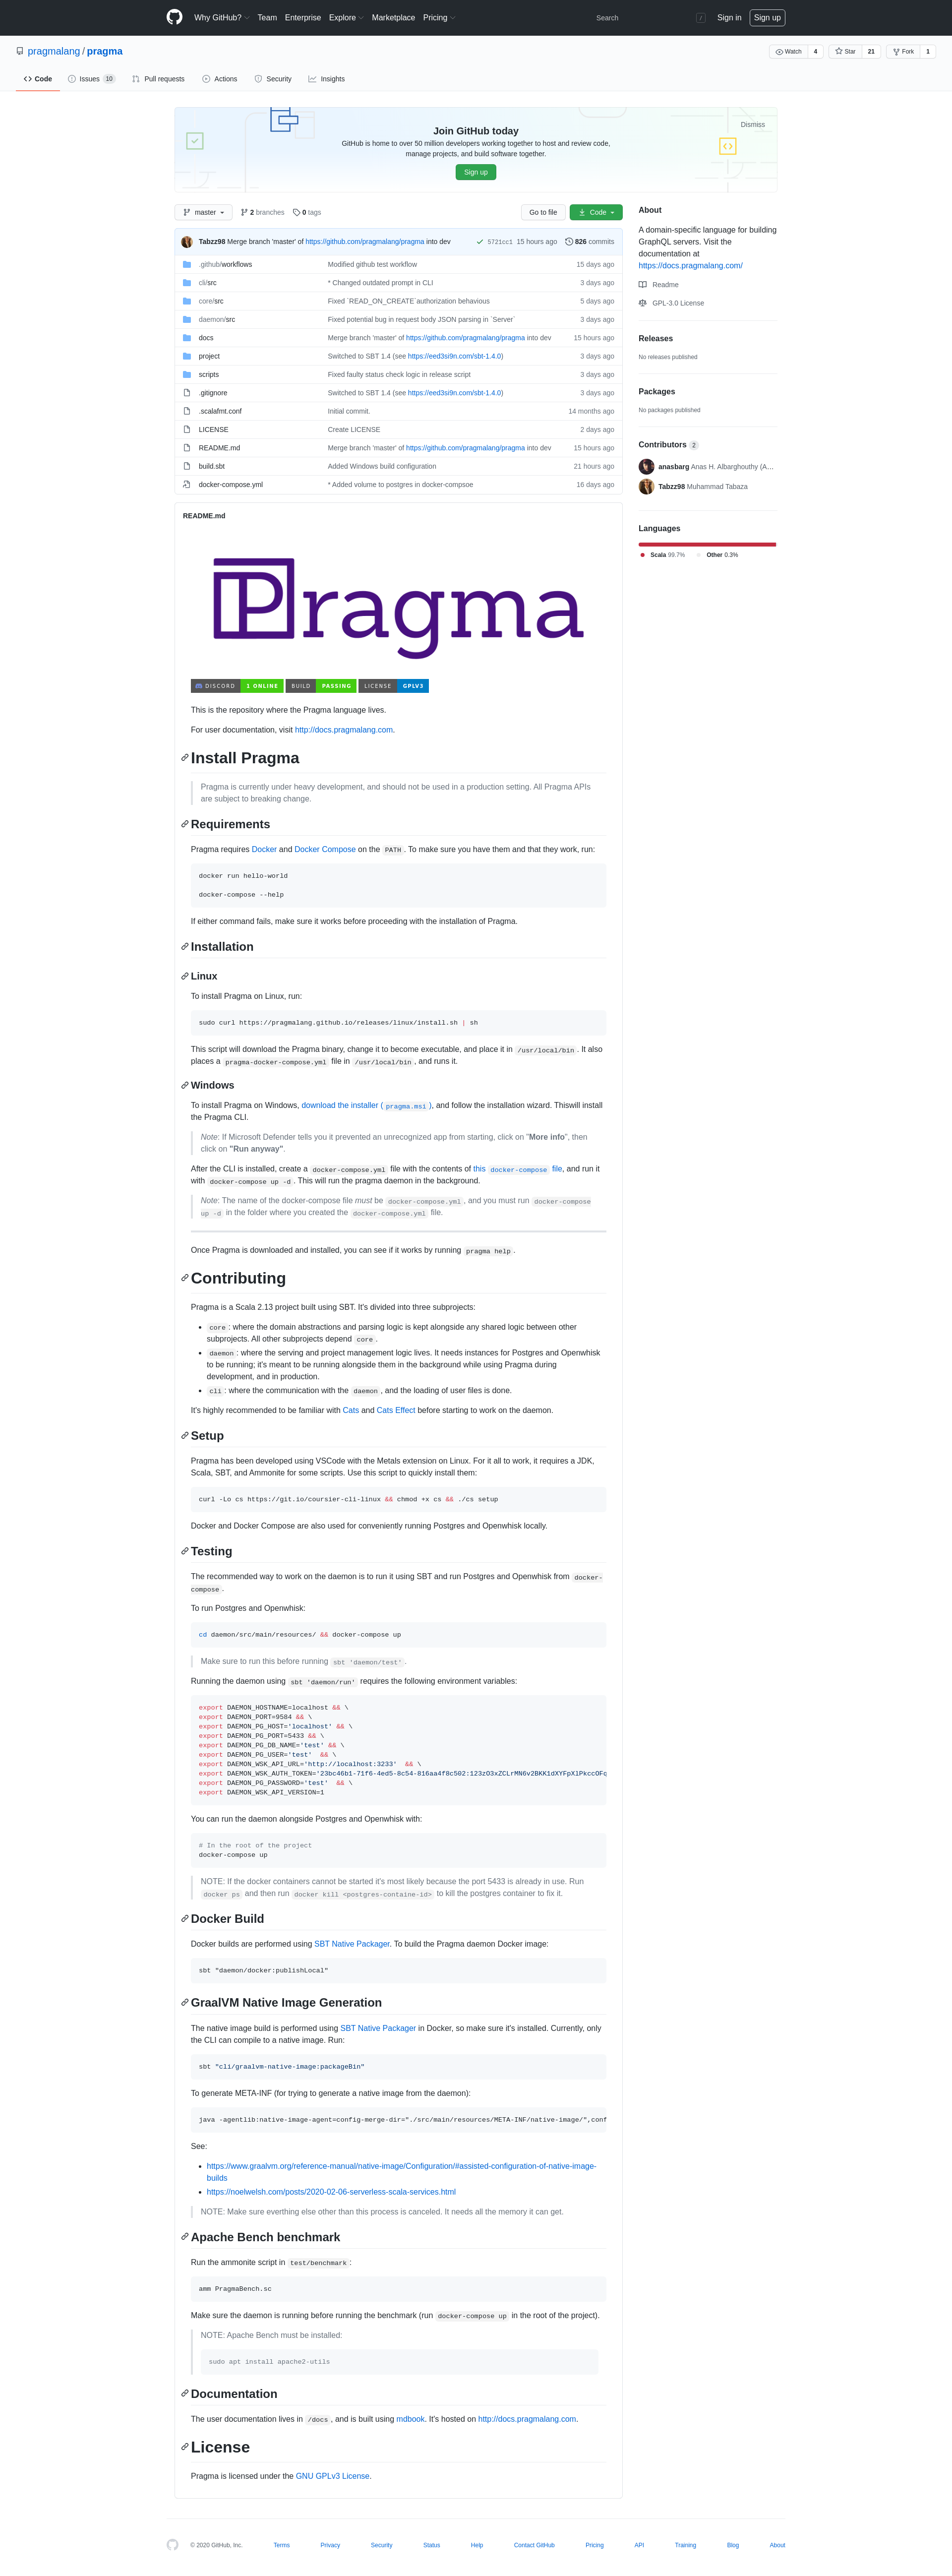 Why GitHub? Team Enterprise Explore Marketplace Pricing Search / Sign in Sign up
pragmalang / pragma
Watch 4 Star 21 Fork 1
Code Issues 10 Pull requests Actions Security Insights
Join GitHub today
Dismiss
GitHub is home to over 50 million developers working together to host and review code,
manage projects, and build software together.
Sign up
master 2 branches 0 tags Go to file Code
Tabzz98 Merge branch 'master' of https://github.com/pragmalang/pragma into dev 5721cc1 15 hours ago 826 commits
.github/workflows Modified github test workflow 15 days ago
cli/src * Changed outdated prompt in CLI 3 days ago
core/src Fixed `READ_ON_CREATE` authorization behavious 5 days ago
daemon/src Fixed potential bug in request body JSON parsing in `Server` 3 days ago
docs Merge branch 'master' of https://github.com/pragmalang/pragma into dev 15 hours ago
project Switched to SBT 1.4 (see https://eed3si9n.com/sbt-1.4.0) 3 days ago
scripts Fixed faulty status check logic in release script 3 days ago
.gitignore Switched to SBT 1.4 (see https://eed3si9n.com/sbt-1.4.0) 3 days ago
.scalafmt.conf Initial commit. 14 months ago
LICENSE Create LICENSE 2 days ago
README.md Merge branch 'master' of https://github.com/pragmalang/pragma into dev 15 hours ago
build.sbt Added Windows build configuration 21 hours ago
docker-compose.yml * Added volume to postgres in docker-compsoe 16 days ago
About
A domain-specific language for building
GraphQL servers. Visit the
documentation at
https://docs.pragmalang.com/
Readme
GPL-3.0 License
Releases
No releases published
Packages
No packages published
Contributors 2
anasbarg Anas H. Albarghouthy (A…
Tabzz98 Muhammad Tabaza
Languages
Scala 99.7% Other 0.3%
README.md
Pragma
DISCORD 1 ONLINE BUILD PASSING LICENSE GPLV3
This is the repository where the Pragma language lives.
For user documentation, visit http://docs.pragmalang.com.
Install Pragma
Pragma is currently under heavy development, and should not be used in a production setting. All Pragma APIs
are subject to breaking change.
Requirements
Pragma requires Docker and Docker Compose on the PATH. To make sure you have them and that they work, run:
docker run hello-world
docker-compose --help
If either command fails, make sure it works before proceeding with the installation of Pragma.
Installation
Linux
To install Pragma on Linux, run:
sudo curl https://pragmalang.github.io/releases/linux/install.sh | sh
This script will download the Pragma binary, change it to become executable, and place it in /usr/local/bin. It also
places a pragma-docker-compose.yml file in /usr/local/bin, and runs it.
Windows
To install Pragma on Windows, download the installer (pragma.msi), and follow the installation wizard. Thiswill install
the Pragma CLI.
Note: If Microsoft Defender tells you it prevented an unrecognized app from starting, click on "More info", then
click on "Run anyway".
After the CLI is installed, create a docker-compose.yml file with the contents of this docker-compose file, and run it
with docker-compose up -d. This will run the pragma daemon in the background.
Note: The name of the docker-compose file must be docker-compose.yml, and you must run docker-compose
up -d in the folder where you created the docker-compose.yml file.
Once Pragma is downloaded and installed, you can see if it works by running pragma help.
Contributing
Pragma is a Scala 2.13 project built using SBT. It's divided into three subprojects:
core: where the domain abstractions and parsing logic is kept alongside any shared logic between other
subprojects. All other subprojects depend core.
daemon: where the serving and project management logic lives. It needs instances for Postgres and Openwhisk
to be running; it's meant to be running alongside them in the background while using Pragma during
development, and in production.
cli: where the communication with the daemon, and the loading of user files is done.
It's highly recommended to be familiar with Cats and Cats Effect before starting to work on the daemon.
Setup
Pragma has been developed using VSCode with the Metals extension on Linux. For it all to work, it requires a JDK,
Scala, SBT, and Ammonite for some scripts. Use this script to quickly install them:
curl -Lo cs https://git.io/coursier-cli-linux && chmod +x cs && ./cs setup
Docker and Docker Compose are also used for conveniently running Postgres and Openwhisk locally.
Testing
The recommended way to work on the daemon is to run it using SBT and run Postgres and Openwhisk from docker-
compose.
To run Postgres and Openwhisk:
cd daemon/src/main/resources/ && docker-compose up
Make sure to run this before running sbt 'daemon/test'.
Running the daemon using sbt 'daemon/run' requires the following environment variables:
export DAEMON_HOSTNAME=localhost && \
export DAEMON_PORT=9584 && \
export DAEMON_PG_HOST='localhost' && \
export DAEMON_PG_PORT=5433 && \
export DAEMON_PG_DB_NAME='test' && \
export DAEMON_PG_USER='test' && \
export DAEMON_WSK_API_URL='http://localhost:3233' && \
export DAEMON_WSK_AUTH_TOKEN='23bc46b1-71f6-4ed5-8c54-816aa4f8c502:123zO3xZCLrMN6v2BKK1dXYFpXlPkccOFq
export DAEMON_PG_PASSWORD='test' && \
export DAEMON_WSK_API_VERSION=1
You can run the daemon alongside Postgres and Openwhisk with:
# In the root of the project
docker-compose up
NOTE: If the docker containers cannot be started it's most likely because the port 5433 is already in use. Run
docker ps and then run docker kill <postgres-containe-id> to kill the postgres container to fix it.
Docker Build
Docker builds are performed using SBT Native Packager. To build the Pragma daemon Docker image:
sbt "daemon/docker:publishLocal"
GraalVM Native Image Generation
The native image build is performed using SBT Native Packager in Docker, so make sure it's installed. Currently, only
the CLI can compile to a native image. Run:
sbt "cli/graalvm-native-image:packageBin"
To generate META-INF (for trying to generate a native image from the daemon):
java -agentlib:native-image-agent=config-merge-dir="./src/main/resources/META-INF/native-image/",conf
See:
https://www.graalvm.org/reference-manual/native-image/Configuration/#assisted-configuration-of-native-image-
builds
https://noelwelsh.com/posts/2020-02-06-serverless-scala-services.html
NOTE: Make sure everthing else other than this process is canceled. It needs all the memory it can get.
Apache Bench benchmark
Run the ammonite script in test/benchmark:
amm PragmaBench.sc
Make sure the daemon is running before running the benchmark (run docker-compose up in the root of the project).
NOTE: Apache Bench must be installed:
sudo apt install apache2-utils
Documentation
The user documentation lives in /docs, and is built using mdbook. It's hosted on http://docs.pragmalang.com.
License
Pragma is licensed under the GNU GPLv3 License.
© 2020 GitHub, Inc. Terms Privacy Security Status Help Contact GitHub Pricing API Training Blog About